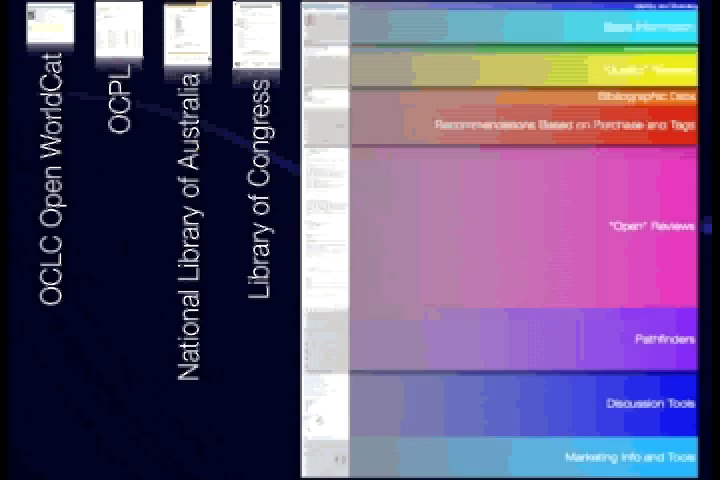 OCLC Open WorldCat
OCPL
National Library of Australia
Library of Congress
Basic Information
"Quality" Reviews
Bibliographic Data
Recommendations Based on Purchase and Tags
"Open" Reviews
Pathfinders
Discussion Tools
Marketing Info and Tools